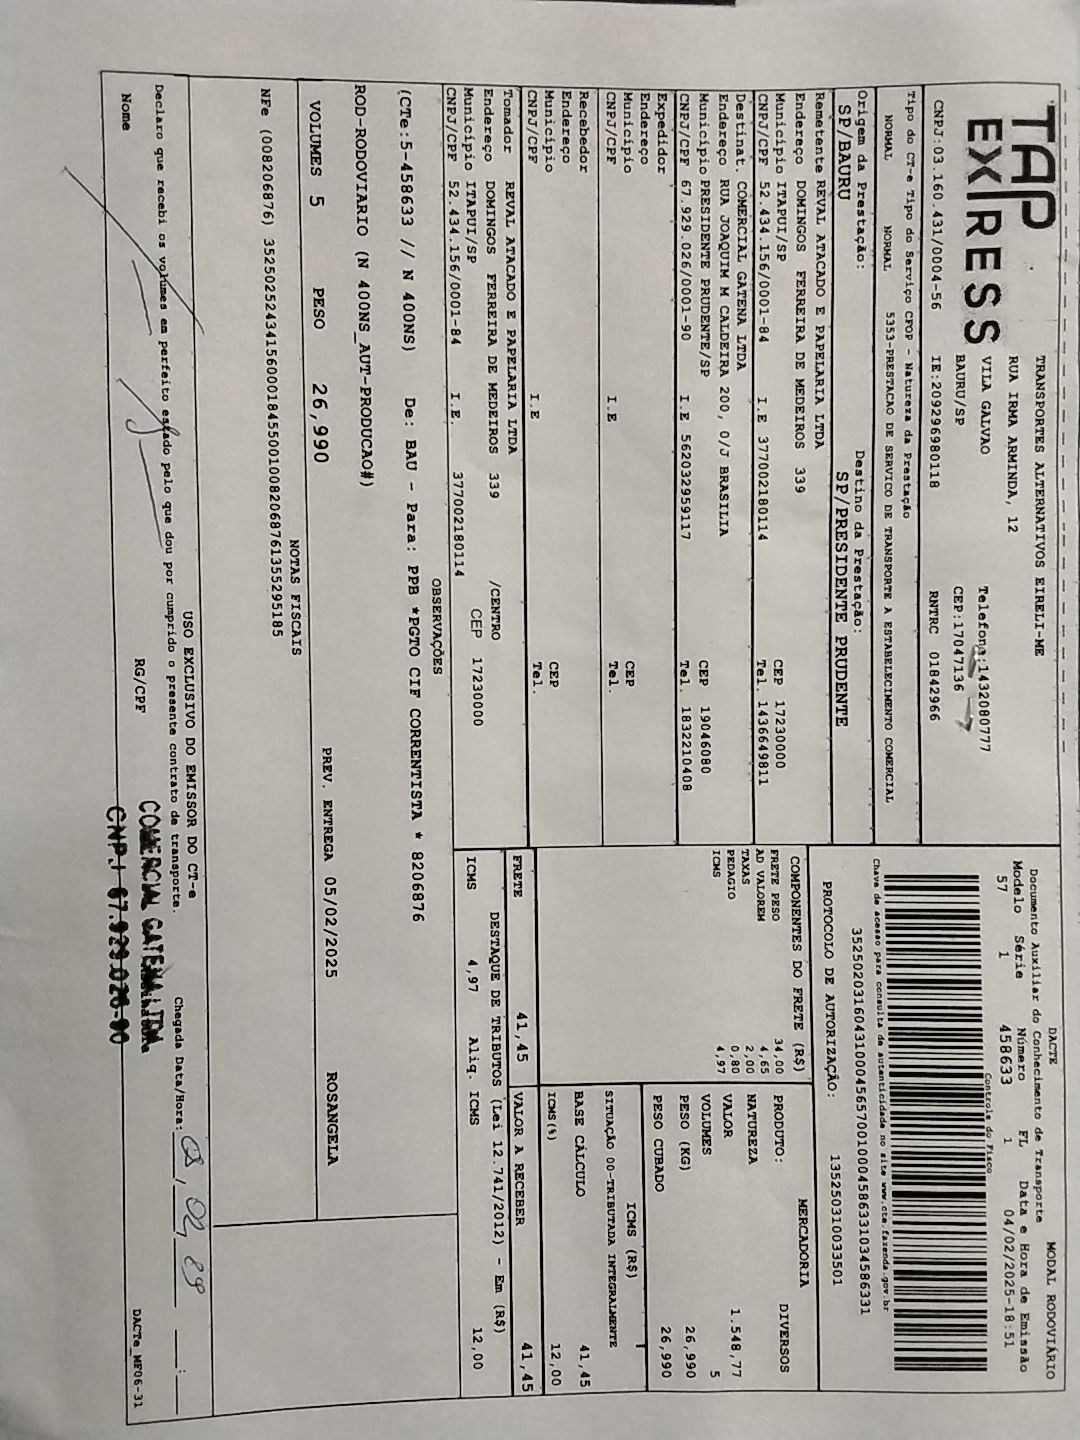 TAP
EXPRESS
TRANSPORTES ALTERNATIVOS EIRELI-ME
RUA IRMA ARMINDA, 12
VILA GALVAO Telefone:1432080777
BAURU/SP CEP:17047136
CNPJ:03.160.431/0004-56 IE:209296980118 RNTRC 01842966
DACTE MODAL RODOVIÁRIO
Documento Auxiliar do Conhecimento de Transporte
Modelo Série Número FL Data e Hora de Emissão
57 1 458633 1 04/02/2025-18:51
Controle do Fisco
Chave de acesso para consulta de autenticidade no site www.cte.fazenda.gov.br
PROTOCOLO DE AUTORIZAÇÃO: 135250310033501
Tipo do CT-e Tipo do Serviço CFOP - Natureza da Prestação
NORMAL NORMAL 5353-PRESTACAO DE SERVICO DE TRANSPORTE A ESTABELECIMENTO COMERCIAL
Origem da Prestação: Destino da Prestação:
SP/BAURU SP/PRESIDENTE PRUDENTE
Remetente REVAL ATACADO E PAPELARIA LTDA
Endereço DOMINGOS FERREIRA DE MEDEIROS 339
Município ITAPUI/SP CEP 17230000
CNPJ/CPF 52.434.156/0001-84 I.E 377002180114 Tel. 1436649811
Destinat. COMERCIAL GATENA LTDA
Endereço RUA JOAQUIM M CALDEIRA 200, 0/J BRASILIA
Município PRESIDENTE PRUDENTE/SP CEP 19046080
CNPJ/CPF 67.929.026/0001-90 I.E 562032959117 Tel. 1832210408
Expedidor
Endereço
Município CEP
CNPJ/CPF I.E Tel.
Recebedor
Endereço
Município CEP
CNPJ/CPF I.E Tel.
Tomador REVAL ATACADO E PAPELARIA LTDA
Endereço DOMINGOS FERREIRA DE MEDEIROS 339 /CENTRO
Município ITAPUI/SP CEP 17230000
CNPJ/CPF 52.434.156/0001-84 I.E. 377002180114
COMPONENTES DO FRETE (R$)
FRETE PESO 34,00
AD VALOREM 4,65
TAXAS 2,00
PEDAGIO 0,80
ICMS 4,97
MERCADORIA
PRODUTO: DIVERSOS
NATUREZA
VALOR 1.548,77
VOLUMES 5
PESO (KG) 26,990
PESO CUBADO 26,990
ICMS (R$)
SITUAÇÃO 00-TRIBUTADA INTEGRALMENTE
BASE CÁLCULO 41,45
ICMS(%) 12,00
FRETE 41,45 VALOR A RECEBER 41,45
DESTAQUE DE TRIBUTOS (Lei 12.741/2012) - Em (R$)
ICMS 4,97 Aliq. ICMS 12,00
OBSERVAÇÕES
(CTe:5-458633 // N 400NS) De: BAU - Para: PPB *PGTO CIF CORRENTISTA * 8206876
ROD-RODOVIARIO (N 400NS_AUT-PRODUCAO#)
VOLUMES 5 PESO 26,990 PREV. ENTREGA 05/02/2025 ROSANGELA
NOTAS FISCAIS
NFe (008206876) 35250252434156000184550010082068761355295185
USO EXCLUSIVO DO EMISSOR DO CT-e
Declaro que recebi os volumes em perfeito estado pelo que dou por cumprido o presente contrato de transporte.
Chegada Data/Hora:
Nome RG/CPF
COMERCIAL GATENA LTDA
CNPJ 67.929.026-90
DACTe_MF06-31